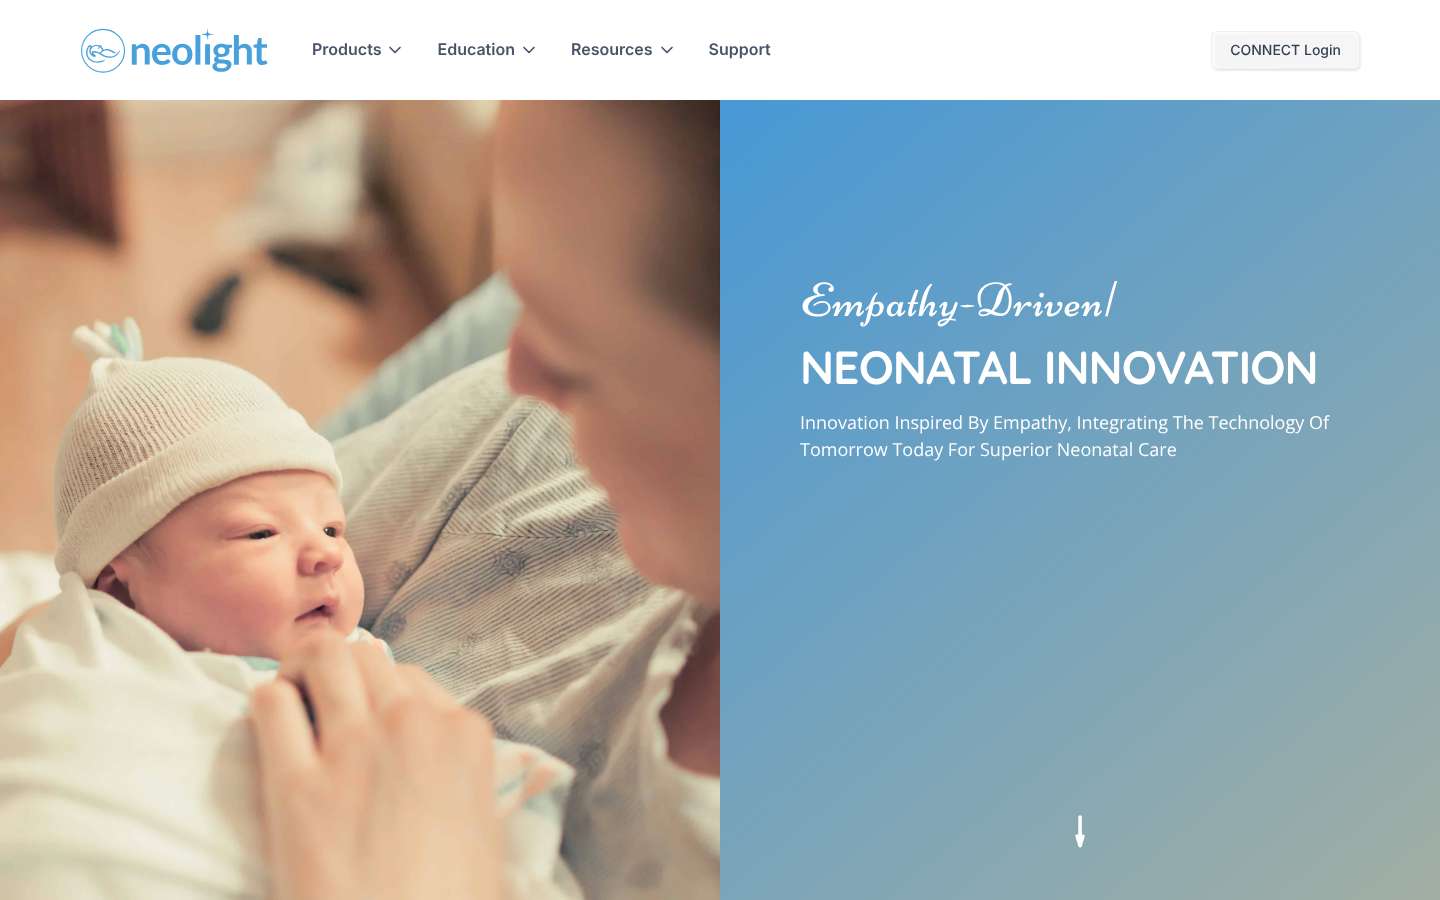 neolight
Products
Education
Resources
Support
CONNECT Login
Empathy-Driven
NEONATAL INNOVATION
Innovation Inspired By Empathy, Integrating The Technology Of
Tomorrow Today For Superior Neonatal Care